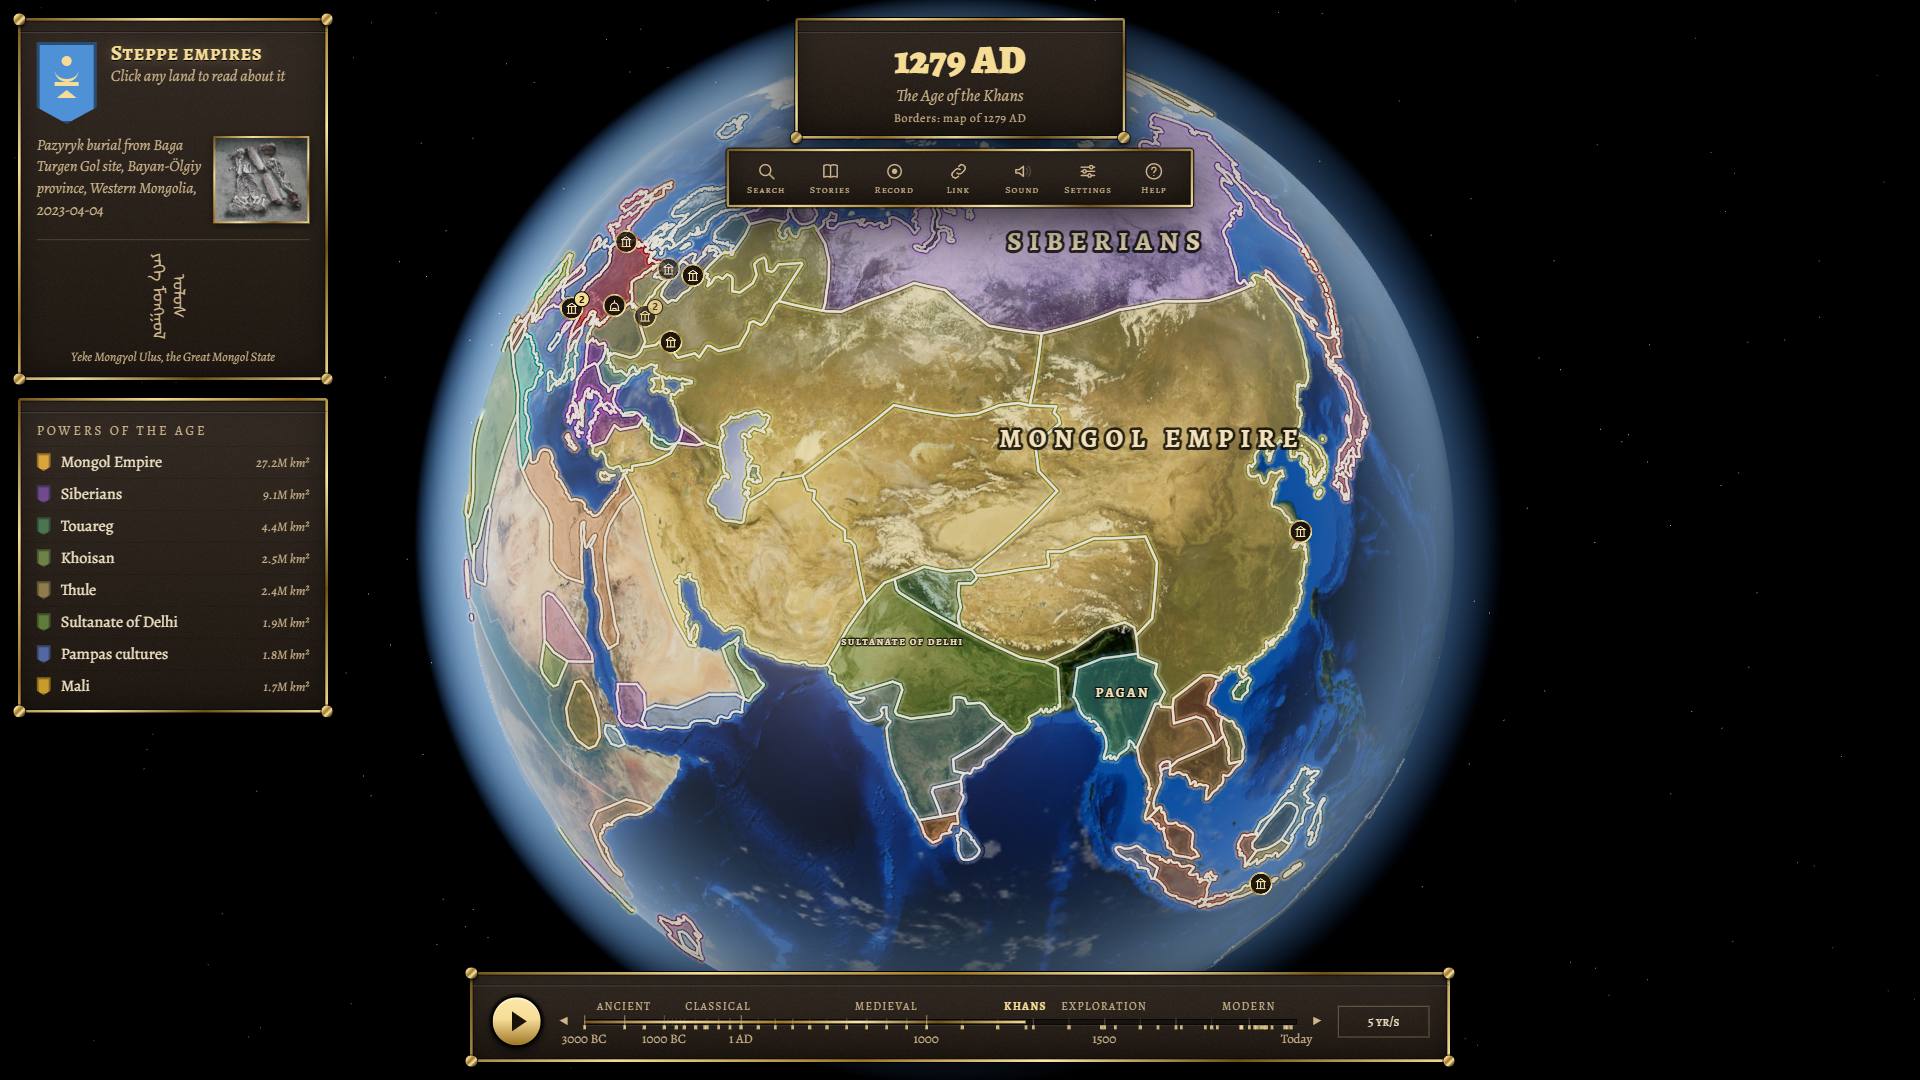 Steppe empires
Click any land to read about it
Pazyryk burial from Baga
Turgen Gol site, Bayan-Ölgiy
province, Western Mongolia,
2023-04-04
Yeke Mongγol Ulus, the Great Mongol State
POWERS OF THE AGE
Mongol Empire 27.2M km²
Siberians 9.1M km²
Touareg 4.4M km²
Khoisan 2.5M km²
Thule 2.4M km²
Sultanate of Delhi 1.9M km²
Pampas cultures 1.8M km²
Mali 1.7M km²
1279 AD
The Age of the Khans
Borders: map of 1279 AD
Search Stories Record Link Sound Settings Help
SIBERIANS
MONGOL EMPIRE
SULTANATE OF DELHI
PAGAN
2
2
ANCIENT CLASSICAL MEDIEVAL KHANS EXPLORATION MODERN
3000 BC 1000 BC 1 AD 1000 1500 Today
5 YR/S